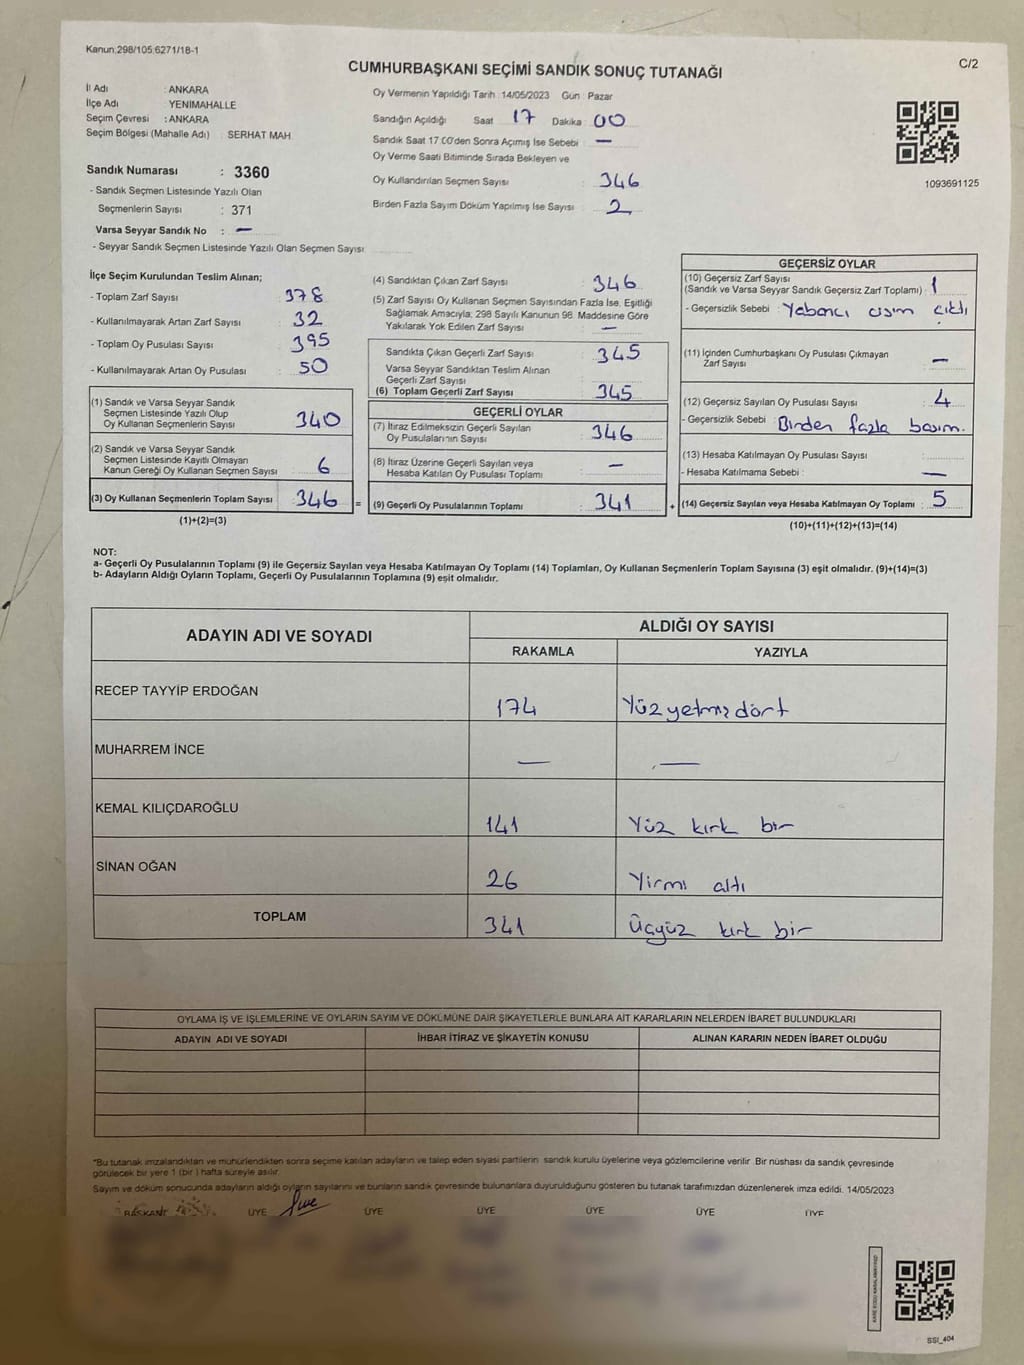 Kanun:298/105:6271/18-1
C/2
CUMHURBAŞKANI SEÇİMİ SANDIK SONUÇ TUTANAĞI
İl Adı : ANKARA
İlçe Adı : YENİMAHALLE
Seçim Çevresi : ANKARA
Seçim Bölgesi (Mahalle Adı) : SERHAT MAH.
Sandık Numarası : 3360
- Sandık Seçmen Listesinde Yazılı Olan
Seçmenlerin Sayısı : 371
Varsa Seyyar Sandık No : —
- Seyyar Sandık Seçmen Listesinde Yazılı Olan Seçmen Sayısı:
Oy Vermenin Yapıldığı Tarih : 14/05/2023 Gün : Pazar
Sandığın Açıldığı Saat 17 Dakika : 00
Sandık Saat 17.00'den Sonra Açılmış İse Sebebi : —
Oy Verme Saati Bitiminde Sırada Bekleyen ve
Oy Kullandırılan Seçmen Sayısı : 346
Birden Fazla Sayım Döküm Yapılmış İse Sayısı : 2
1093691125
İlçe Seçim Kurulundan Teslim Alınan;
- Toplam Zarf Sayısı : 378
- Kullanılmayarak Artan Zarf Sayısı : 32
- Toplam Oy Pusulası Sayısı : 395
- Kullanılmayarak Artan Oy Pusulası : 50
(1) Sandık ve Varsa Seyyar Sandık
Seçmen Listesinde Yazılı Olup
Oy Kullanan Seçmenlerin Sayısı : 340
(2) Sandık ve Varsa Seyyar Sandık
Seçmen Listesinde Kayıtlı Olmayan
Kanun Gereği Oy Kullanan Seçmen Sayısı : 6
(3) Oy Kullanan Seçmenlerin Toplam Sayısı : 346 =
(1)+(2)=(3)
(4) Sandıktan Çıkan Zarf Sayısı : 346
(5) Zarf Sayısı Oy Kullanan Seçmen Sayısından Fazla İse, Eşitliği
Sağlamak Amacıyla; 298 Sayılı Kanunun 98. Maddesine Göre
Yakılarak Yok Edilen Zarf Sayısı : —
Sandıkta Çıkan Geçerli Zarf Sayısı : 345
Varsa Seyyar Sandıktan Teslim Alınan
Geçerli Zarf Sayısı
(6) Toplam Geçerli Zarf Sayısı : 345
GEÇERLİ OYLAR
(7) İtiraz Edilmeksizin Geçerli Sayılan
Oy Pusulalarının Sayısı : 346
(8) İtiraz Üzerine Geçerli Sayılan veya
Hesaba Katılan Oy Pusulası Toplamı : —
(9) Geçerli Oy Pusulalarının Toplamı : 341 +
GEÇERSİZ OYLAR
(10) Geçersiz Zarf Sayısı
(Sandık ve Varsa Seyyar Sandık Geçersiz Zarf Toplamı) : 1
- Geçersizlik Sebebi : Yabancı cisim çıktı
(11) İçinden Cumhurbaşkanı Oy Pusulası Çıkmayan
Zarf Sayısı : —
(12) Geçersiz Sayılan Oy Pusulası Sayısı : 4
- Geçersizlik Sebebi : Birden fazla basım.
(13) Hesaba Katılmayan Oy Pusulası Sayısı :
- Hesaba Katılmama Sebebi : —
(14) Geçersiz Sayılan veya Hesaba Katılmayan Oy Toplamı : 5
(10)+(11)+(12)+(13)=(14)
NOT:
a- Geçerli Oy Pusulalarının Toplamı (9) ile Geçersiz Sayılan veya Hesaba Katılmayan Oy Toplamı (14) Toplamları, Oy Kullanan Seçmenlerin Toplam Sayısına (3) eşit olmalıdır. (9)+(14)=(3)
b- Adayların Aldığı Oyların Toplamı, Geçerli Oy Pusulalarının Toplamına (9) eşit olmalıdır.
ADAYIN ADI VE SOYADI
ALDIĞI OY SAYISI
RAKAMLA YAZIYLA
RECEP TAYYİP ERDOĞAN 174 Yüz yetmiş dört
MUHARREM İNCE — —
KEMAL KILIÇDAROĞLU 141 Yüz kırk bir
SİNAN OĞAN 26 Yirmi altı
TOPLAM 341 Üçyüz kırk bir
OYLAMA İŞ VE İŞLEMLERİNE VE OYLARIN SAYIM VE DÖKÜMÜNE DAİR ŞİKAYETLERLE BUNLARA AİT KARARLARIN NELERDEN İBARET BULUNDUKLARI
ADAYIN ADI VE SOYADI İHBAR İTİRAZ VE ŞİKAYETİN KONUSU ALINAN KARARIN NEDEN İBARET OLDUĞU
*Bu tutanak imzalandıktan ve mühürlendikten sonra seçime katılan adayların ve talep eden siyasi partilerin sandık kurulu üyelerine veya gözlemcilerine verilir. Bir nüshası da sandık çevresinde
görülecek bir yere 1 (bir) hafta süreyle asılır.
Sayım ve döküm sonucunda adayların aldığı oyların sayılarını ve bunların sandık çevresinde bulunanlara duyurulduğunu gösteren bu tutanak tarafımızdan düzenlenerek imza edildi. 14/05/2023
BAŞKAN ÜYE ÜYE ÜYE ÜYE ÜYE ÜYE
SSİ_404